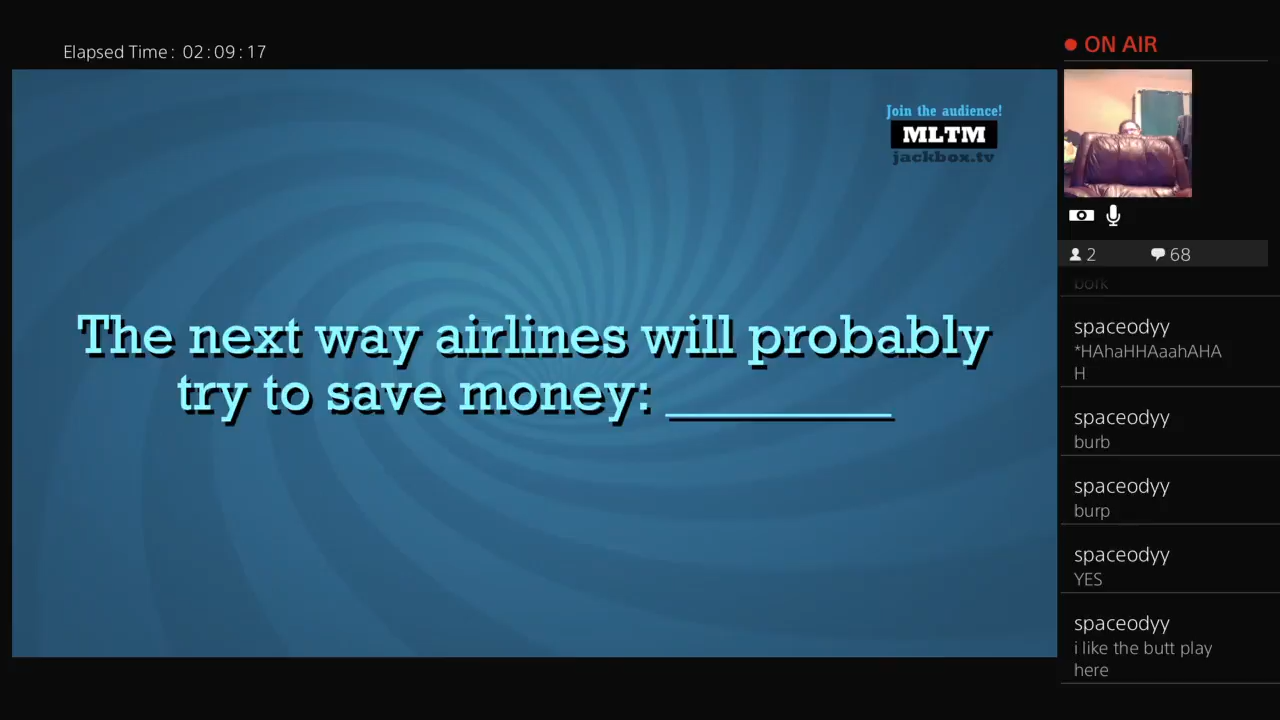 Elapsed Time: 02:09:17
ON AIR
Join the audience!
MLTM
jackbox.tv
The next way airlines will probably
try to save money: __________
2
68
bork
spaceodyy
*HAhaHHAaahAHA
H
spaceodyy
burb
spaceodyy
burp
spaceodyy
YES
spaceodyy
i like the butt play
here